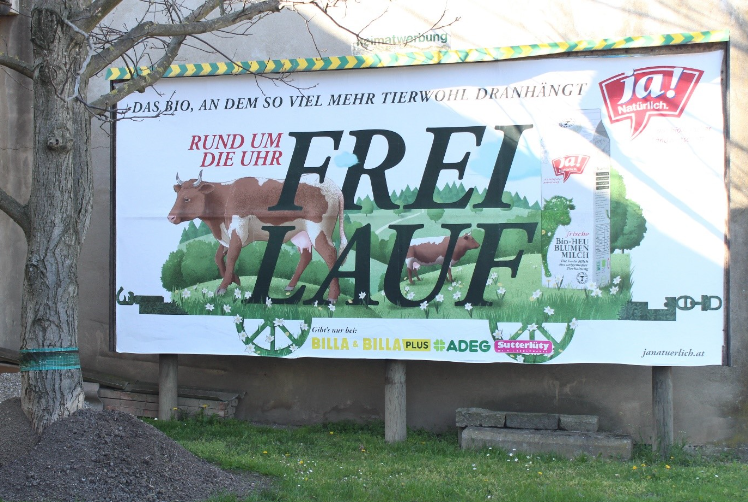 heimatwerbung
DAS BIO, AN DEM SO VIEL MEHR TIERWOHL DRANHÄNGT
Ja!
Natürlich.
RUND UM
DIE UHR
FREI
LAUF
Ja!
frische
Bio-HEU
BLUMEN
MILCH
Gibt's nur bei:
BILLA & BILLA PLUS ADEG Sutterlüty
janatuerlich.at